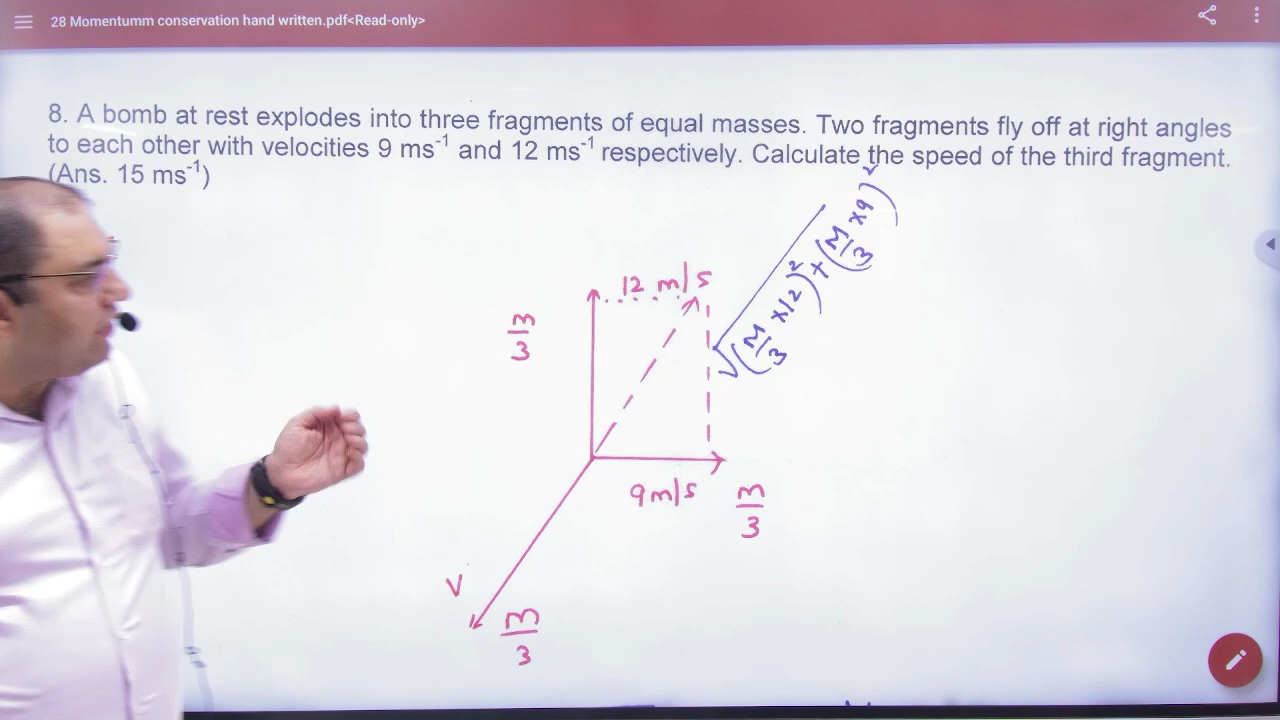 28 Momentumm conservation hand written.pdf<Read-only>
8. A bomb at rest explodes into three fragments of equal masses. Two fragments fly off at right angles
to each other with velocities 9 ms⁻¹ and 12 ms⁻¹ respectively. Calculate the speed of the third fragment.
(Ans. 15 ms⁻¹)
12 m/s
m/3
√(M/3 ×12)² + (M/3 ×9)²
9 m/s
m/3
V
m/3